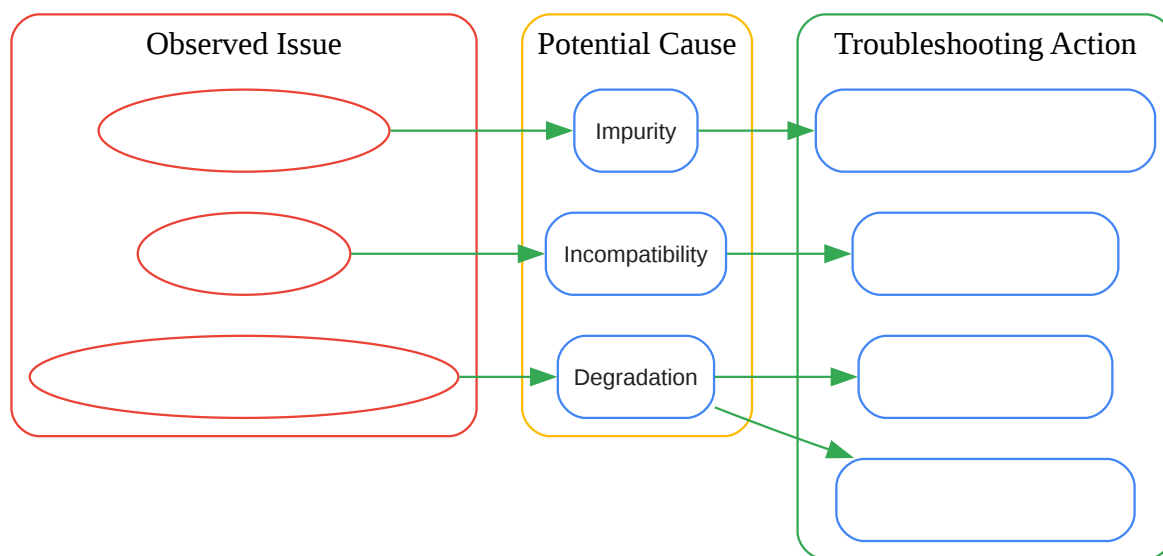 Observed Issue
Potential Cause
Troubleshooting Action
Impurity
Incompatibility
Degradation